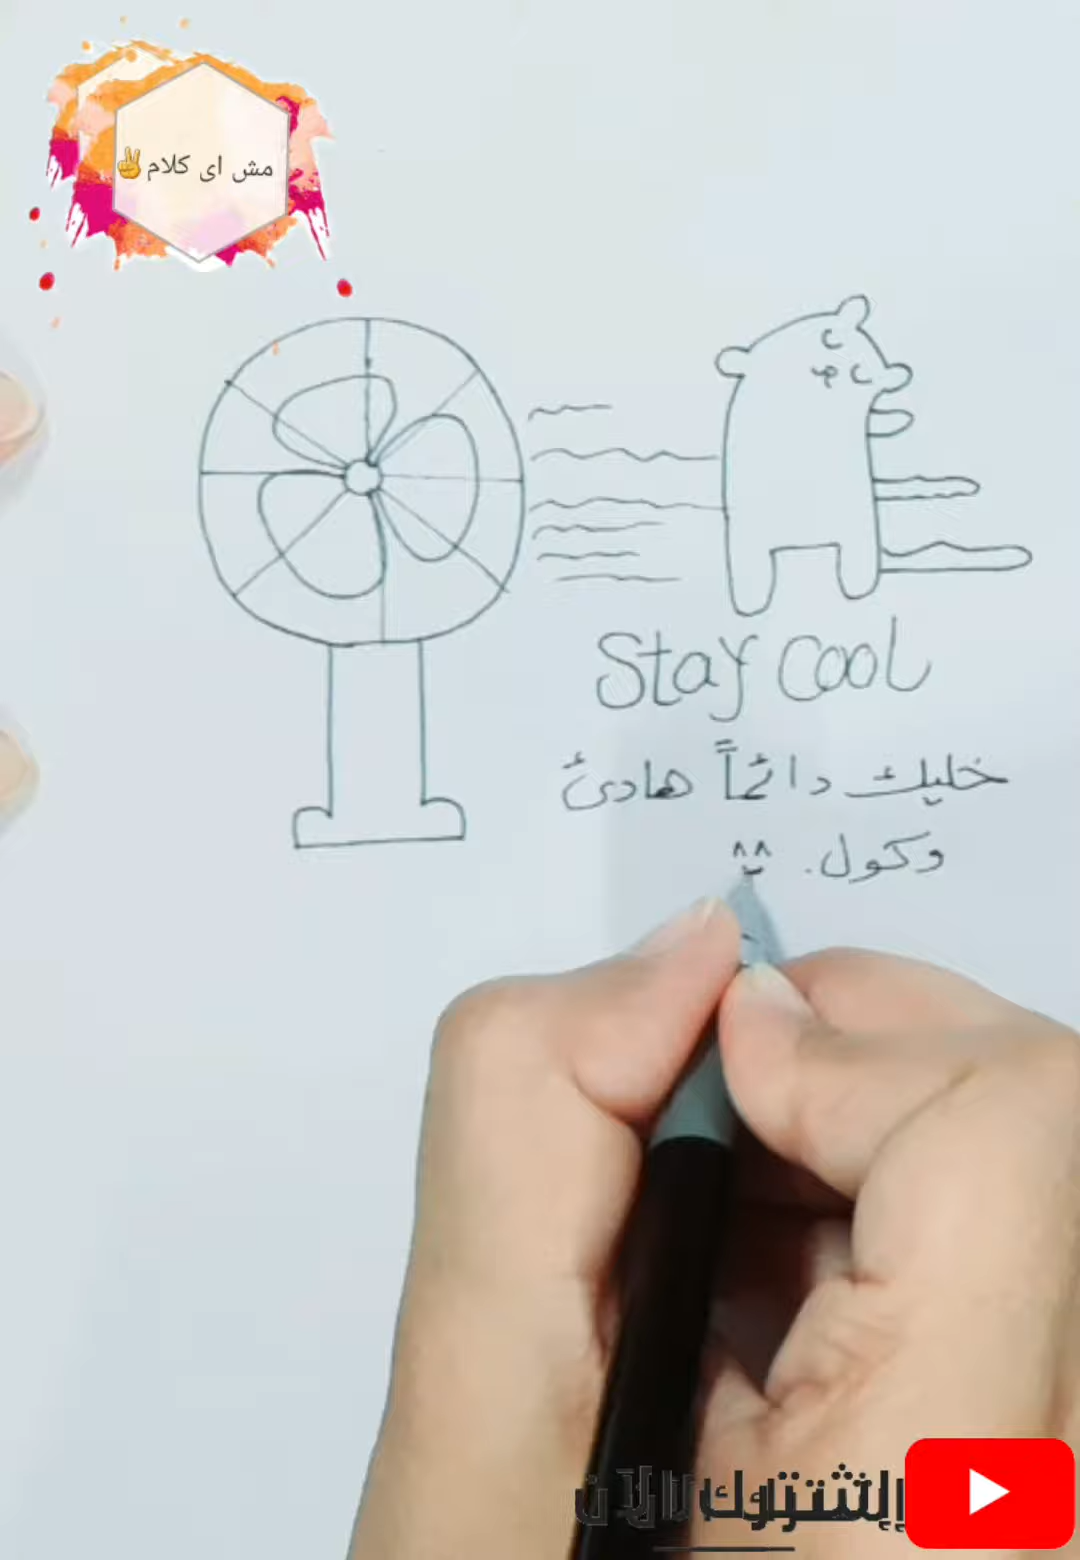 مش اى كلام✌️
Stay Cool
خليك دائماً هادئ
وكول. ^^
إشترك الآن